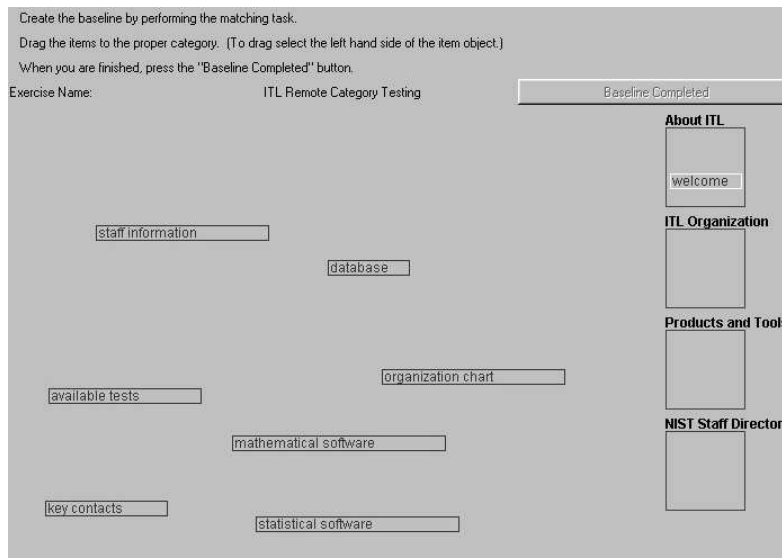 Create the baseline by performing the matching task.
Drag the items to the proper category. (To drag select the left hand side of the item object.)
When you are finished, press the "Baseline Completed" button.
Exercise Name: ITL Remote Category Testing Baseline Completed
About ITL
welcome
staff information
ITL Organization
database
Products and Tools
organization chart
available tests
NIST Staff Director
mathematical software
key contacts
statistical software